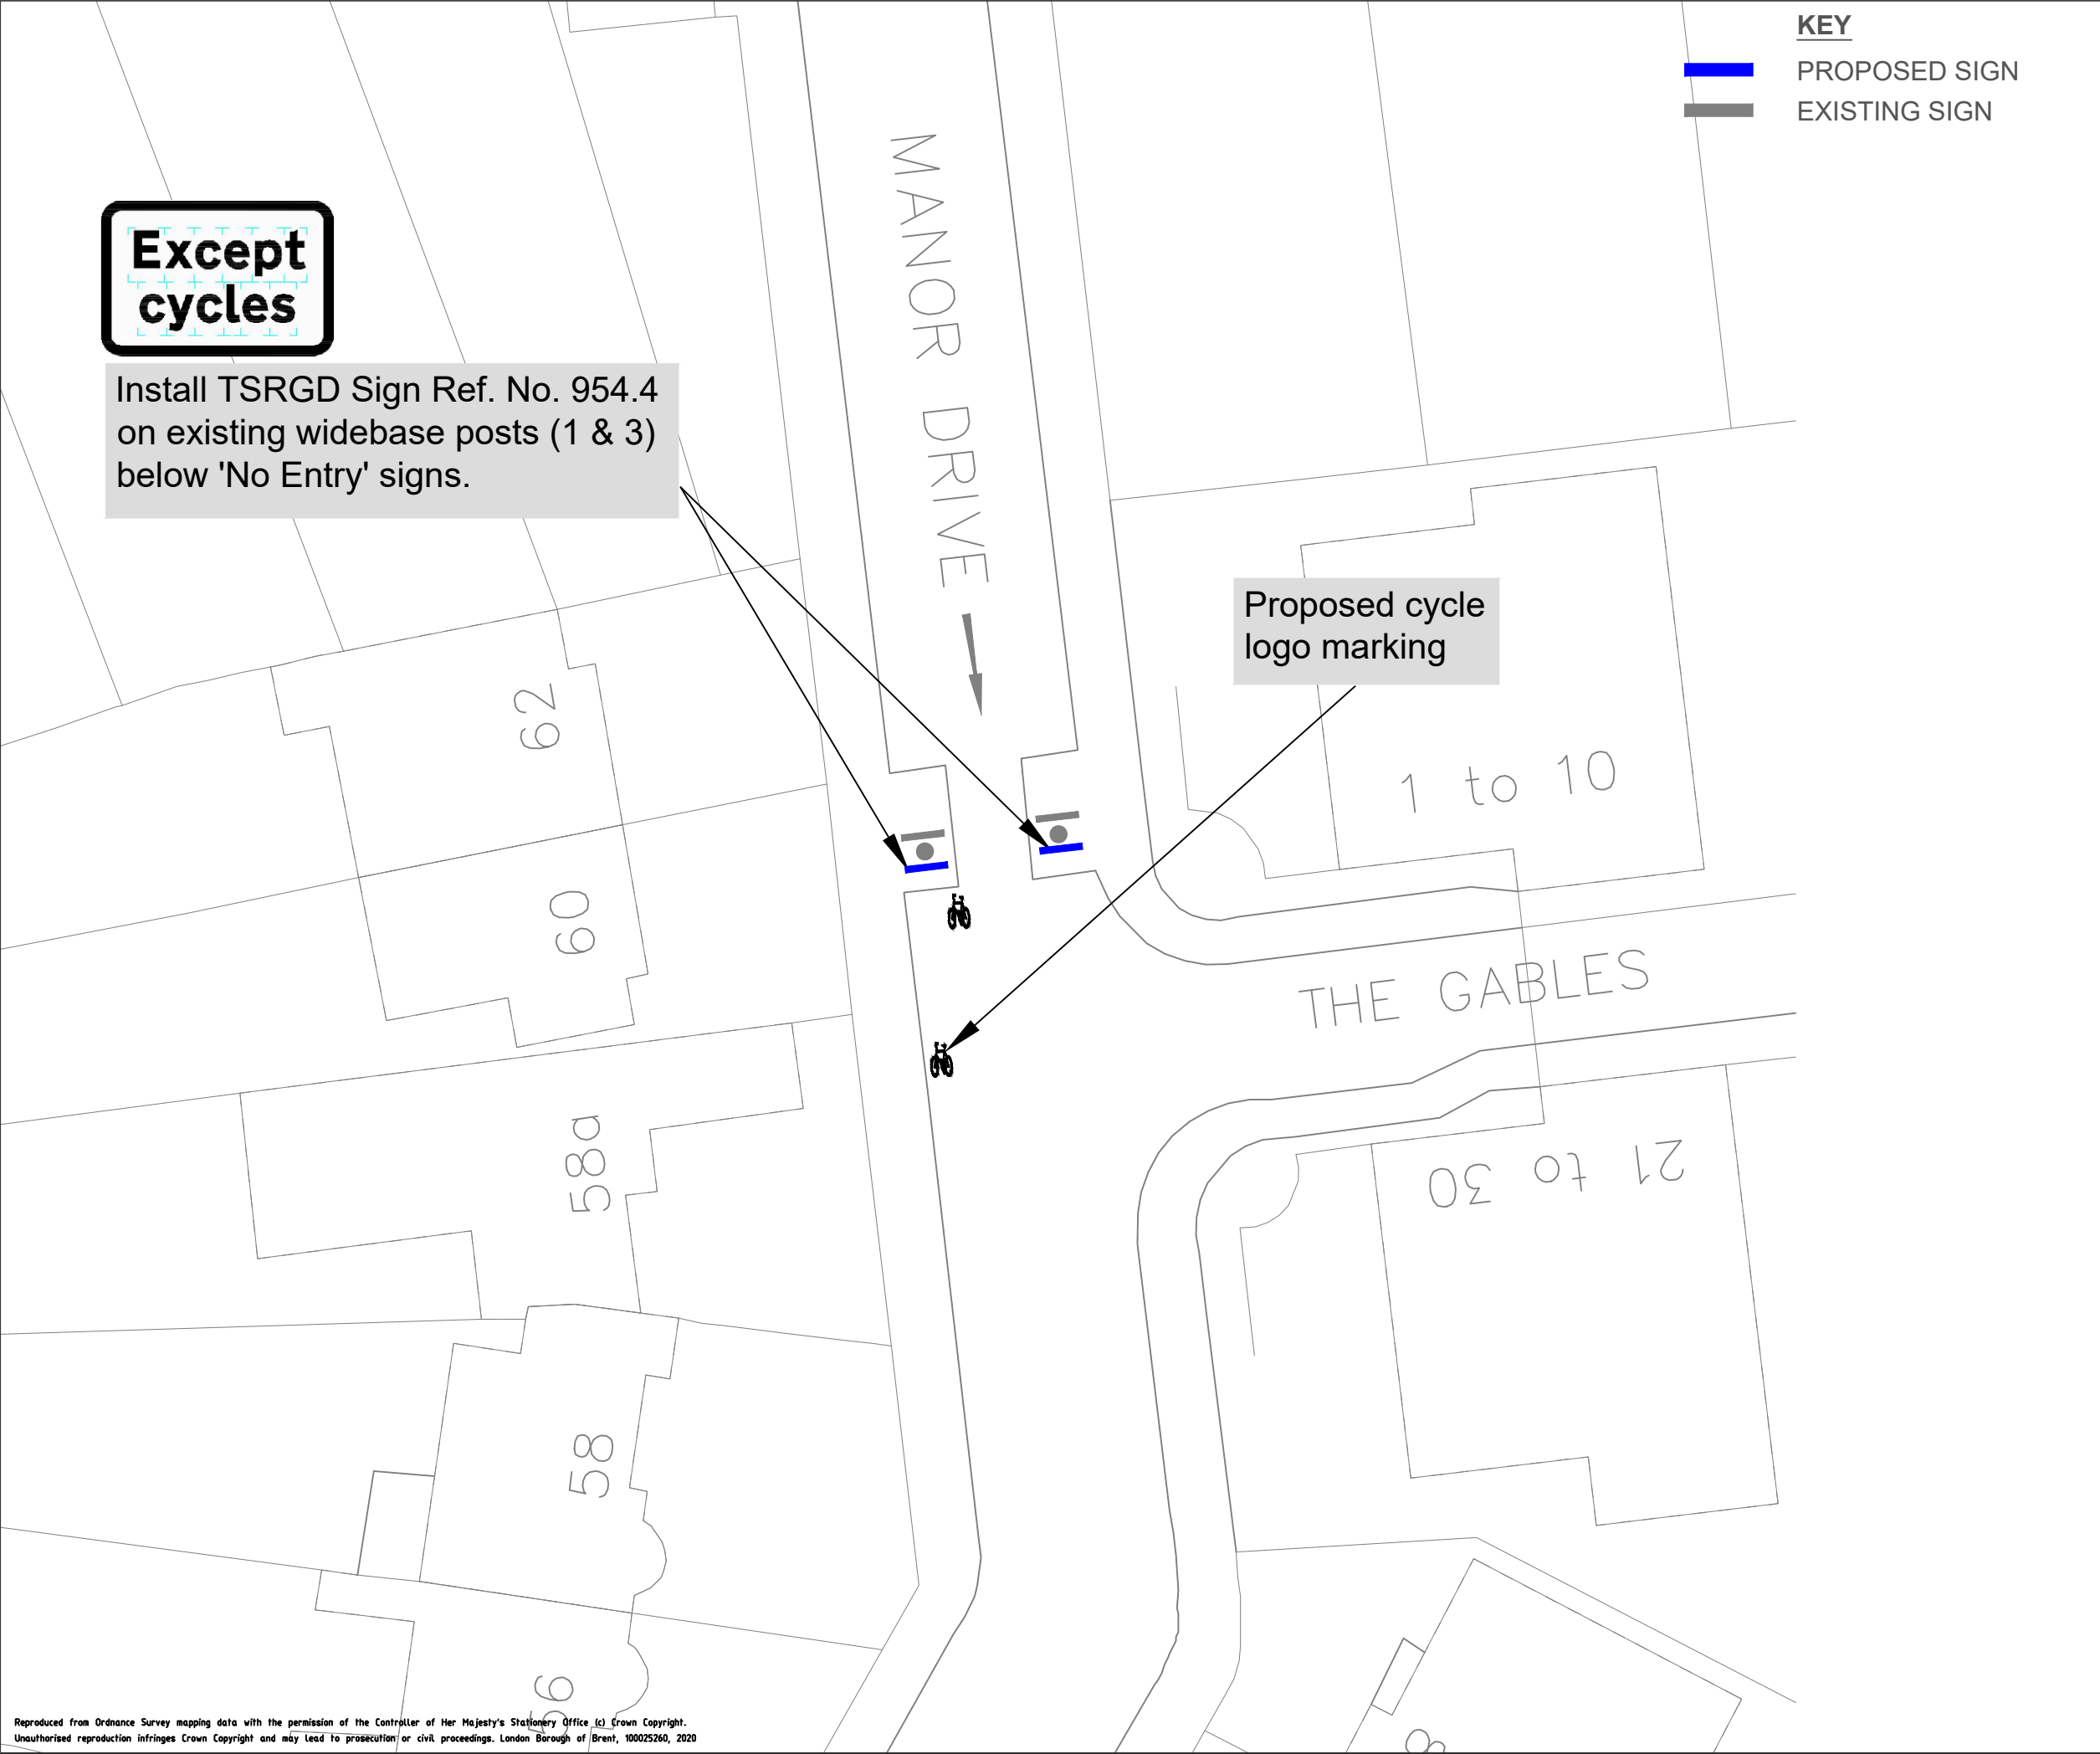 KEY
PROPOSED SIGN
EXISTING SIGN
MANOR DRIVE
Except
cycles
Install TSRGD Sign Ref. No. 954.4
on existing widebase posts (1 & 3)
below 'No Entry' signs.
Proposed cycle
logo marking
62
1 to 10
60
THE GABLES
58a
21 to 30
58
56
Reproduced from Ordnance Survey mapping data with the permission of the Controller of Her Majesty's Stationery Office (c) Crown Copyright.
Unauthorised reproduction infringes Crown Copyright and may lead to prosecution or civil proceedings. London Borough of Brent, 100025260, 2020